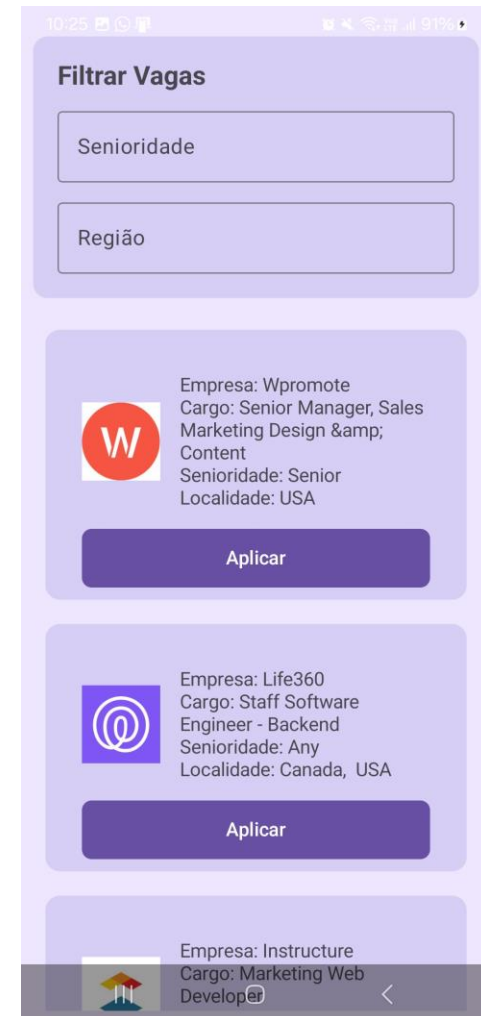 10:25
91%
Filtrar Vagas
Senioridade
Região
W
Empresa: Wpromote
Cargo: Senior Manager, Sales
Marketing Design &amp;
Content
Senioridade: Senior
Localidade: USA
Aplicar
Empresa: Life360
Cargo: Staff Software
Engineer - Backend
Senioridade: Any
Localidade: Canada,  USA
Aplicar
Empresa: Instructure
Cargo: Marketing Web
Developer